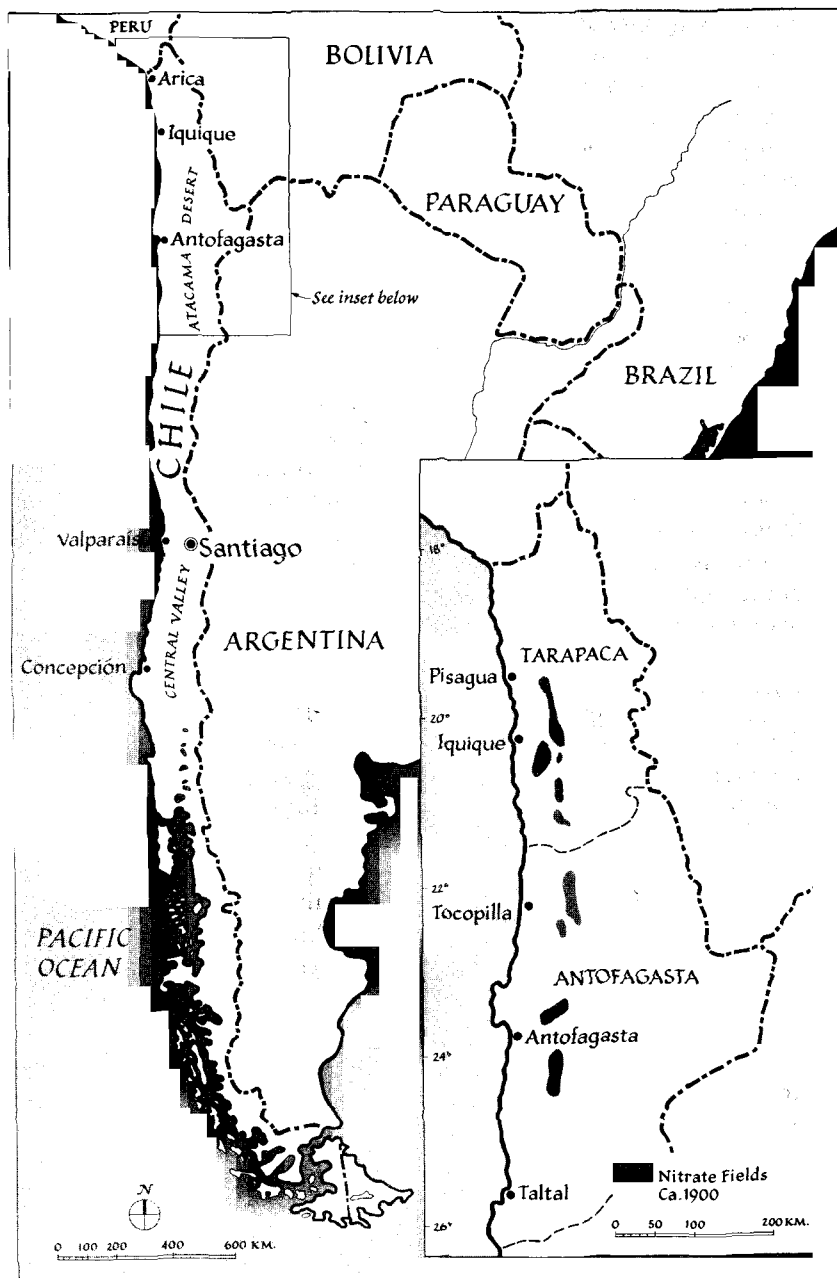 PERU
BOLIVIA
Arica
Iquique
ATACAMA DESERT
PARAGUAY
Antofagasta
See inset below
BRAZIL
CHILE
Valparaís
Santiago
CENTRAL VALLEY
ARGENTINA
Concepción
PACIFIC
OCEAN
N
0 100 200 400 600 KM.
18°
TARAPACA
Pisagua
20°
Iquique
22°
Tocopilla
ANTOFAGASTA
Antofagasta
24°
Nitrate Fields
Ca.1900
Taltal
0 50 100 200 KM.
26°